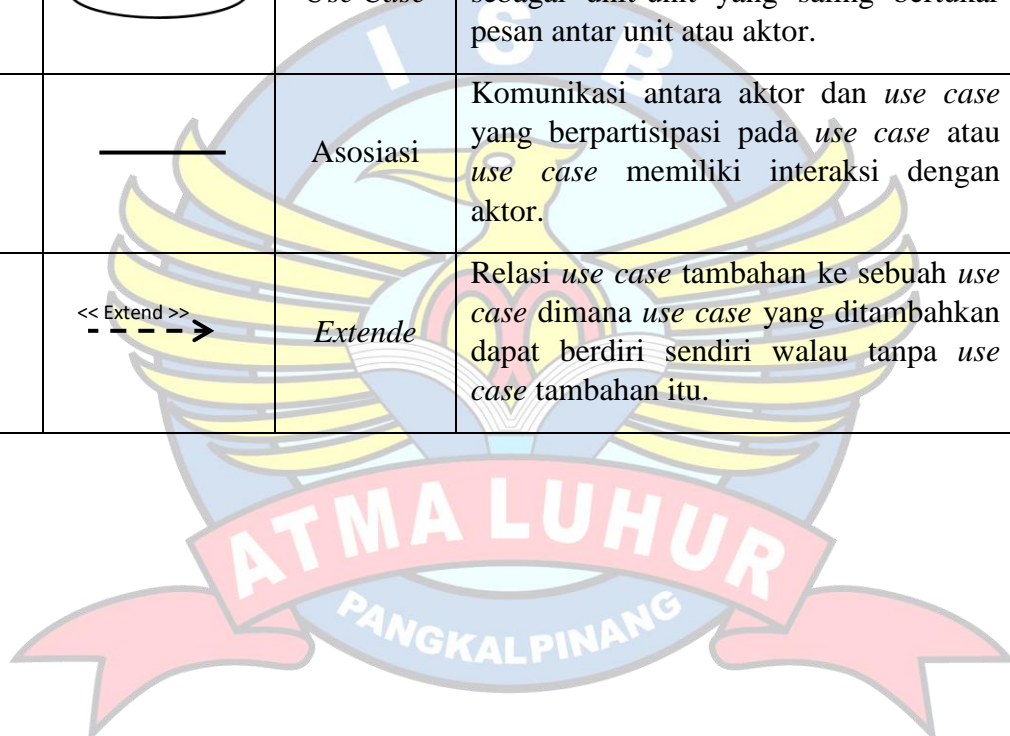 Use Case
sebagai unit-unit yang saling bertukar
pesan antar unit atau aktor.
Asosiasi
Komunikasi antara aktor dan use case
yang berpartisipasi pada use case atau
use case memiliki interaksi dengan
aktor.
<< Extend >>
Extende
Relasi use case tambahan ke sebuah use
case dimana use case yang ditambahkan
dapat berdiri sendiri walau tanpa use
case tambahan itu.
I S B
ATMA LUHUR
PANGKALPINANG